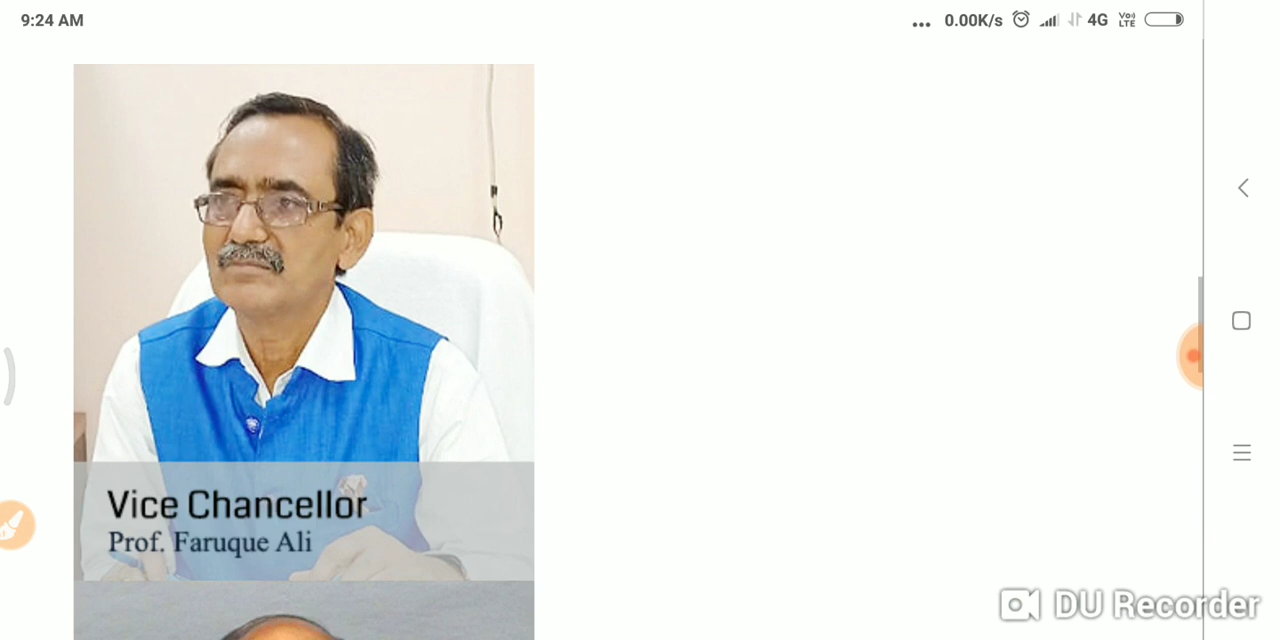 9:24 AM
... 0.00K/s 4G Vo) LTE
Vice Chancellor
Prof. Faruque Ali
DU Recorder